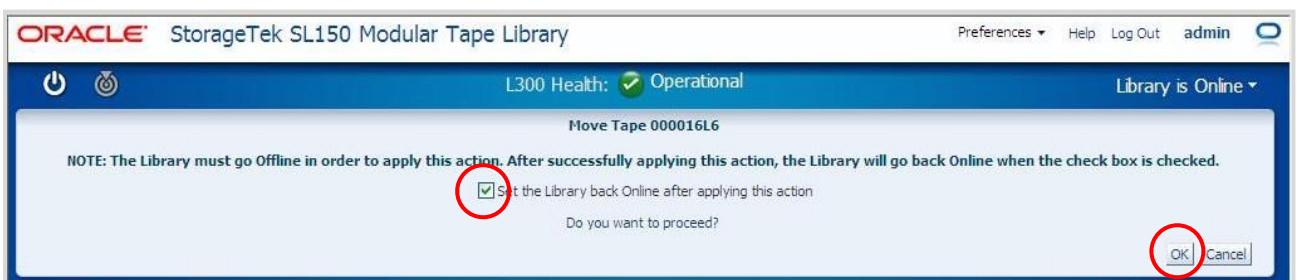 ORACLE® StorageTek SL150 Modular Tape Library Preferences Help Log Out admin
L300 Health: Operational Library is Online
Move Tape 000016L6
NOTE: The Library must go Offline in order to apply this action. After successfully applying this action, the Library will go back Online when the check box is checked.
Set the Library back Online after applying this action
Do you want to proceed?
OK Cancel